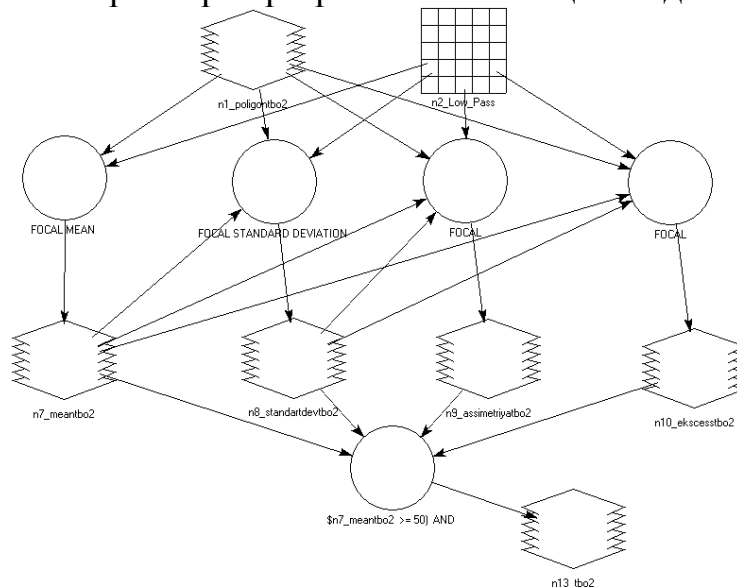 n1_poligontbo2
n2_Low_Pass
FOCAL MEAN
FOCAL STANDARD DEVIATION
FOCAL
FOCAL
n7_meantbo2
n8_standartdevtbo2
n9_assimetriyatbo2
n10_ekscesstbo2
$n7_meantbo2 >= 50) AND
n13_tbo2